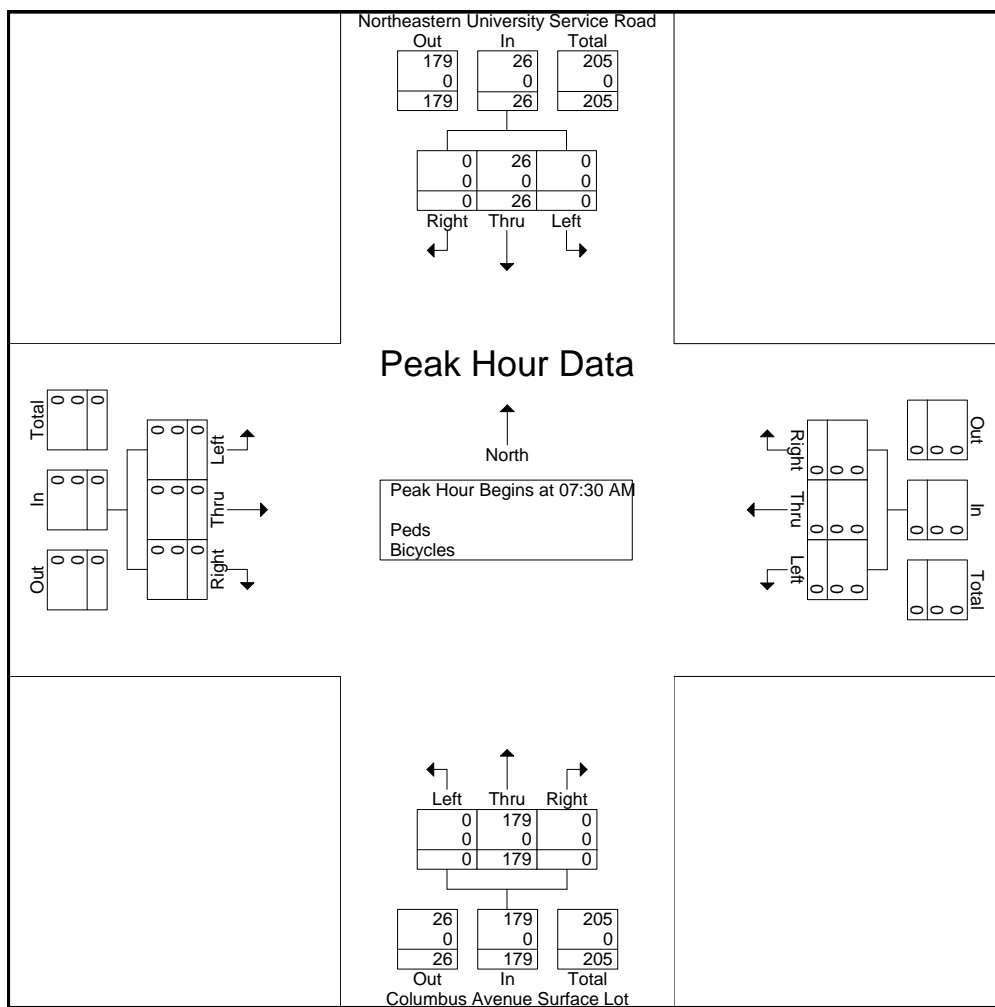 Northeastern University Service Road
Out In Total
179 26 205
0 0 0
179 26 205
0 26 0
0 0 0
0 26 0
Right Thru Left
Peak Hour Data
North
Peak Hour Begins at 07:30 AM
Peds
Bicycles
Total
0 0 0
In
0 0 0
Out
0 0 0
Left
0 0 0
Thru
0 0 0
Right
0 0 0
Right
0 0 0
Thru
0 0 0
Left
0 0 0
Out
0 0 0
In
0 0 0
Total
0 0 0
Left Thru Right
0 179 0
0 0 0
0 179 0
26 179 205
0 0 0
26 179 205
Out In Total
Columbus Avenue Surface Lot